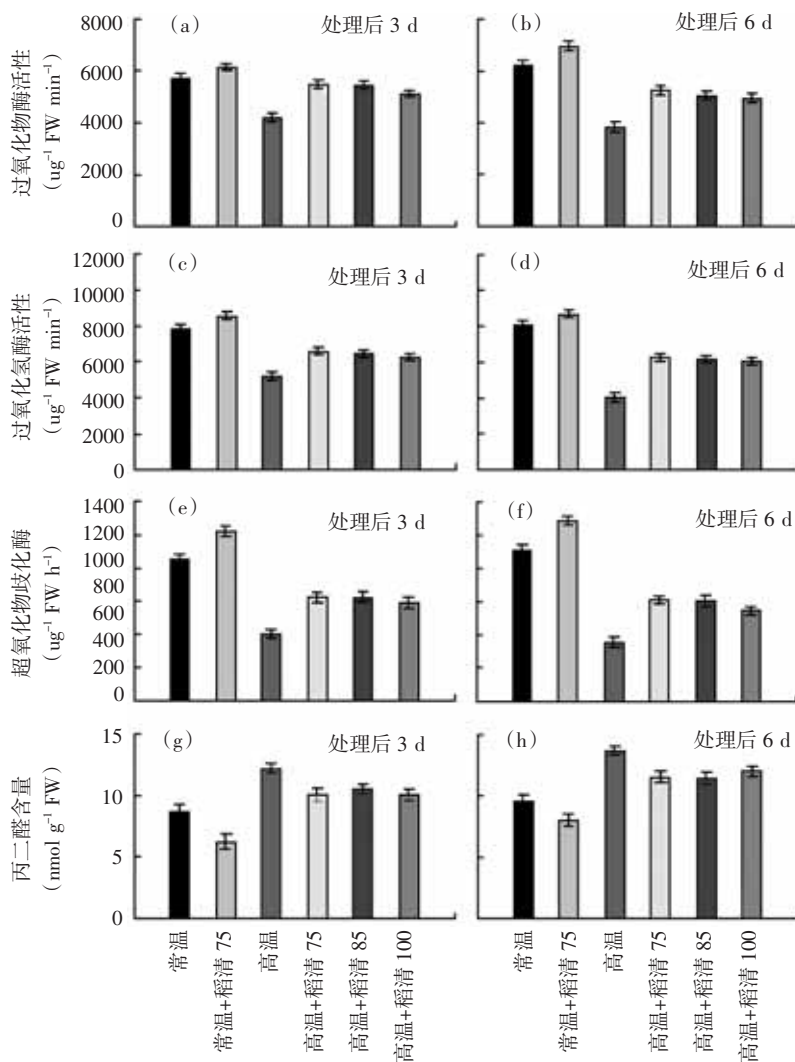 过氧化物酶活性
(ug⁻¹ FW min⁻¹)
8000
6000
4000
2000
0
(a)
处理后 3 d
(b)
处理后 6 d
过氧化氢酶活性
(ug⁻¹ FW min⁻¹)
12000
10000
8000
6000
4000
2000
0
(c)
处理后 3 d
(d)
处理后 6 d
超氧化物歧化酶
(ug⁻¹ FW h⁻¹)
1400
1200
1000
800
600
400
200
0
(e)
处理后 3 d
(f)
处理后 6 d
丙二醛含量
(nmol g⁻¹ FW)
15
10
5
0
(g)
处理后 3 d
(h)
处理后 6 d
常温
常温+稻清 75
高温
高温+稻清 75
高温+稻清 85
高温+稻清 100
常温
常温+稻清 75
高温
高温+稻清 75
高温+稻清 85
高温+稻清 100